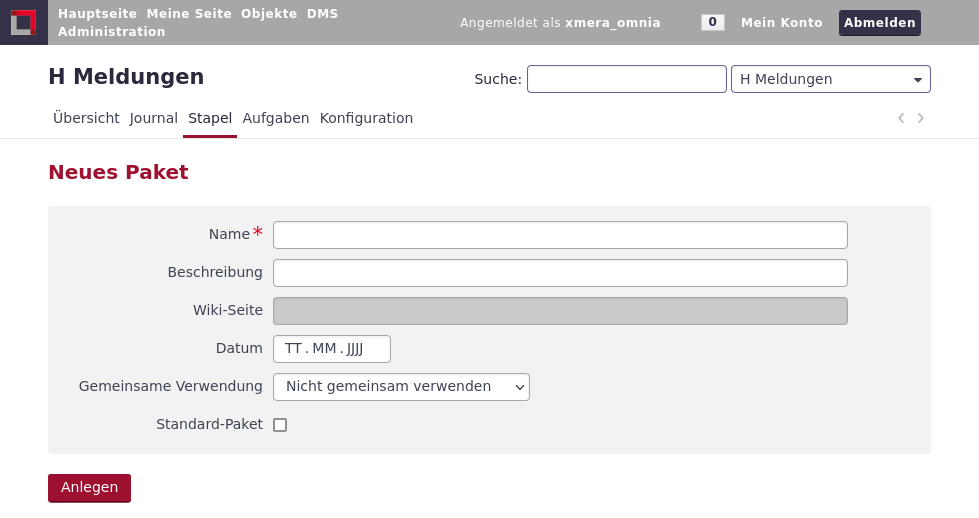 Hauptseite Meine Seite Objekte DMS
Administration
Angemeldet als xmera_omnia
0
Mein Konto
Abmelden
H Meldungen
Suche:
H Meldungen
Übersicht Journal Stapel Aufgaben Konfiguration
Neues Paket
Name *
Beschreibung
Wiki-Seite
Datum TT . MM . JJJJ
Gemeinsame Verwendung Nicht gemeinsam verwenden
Standard-Paket
Anlegen